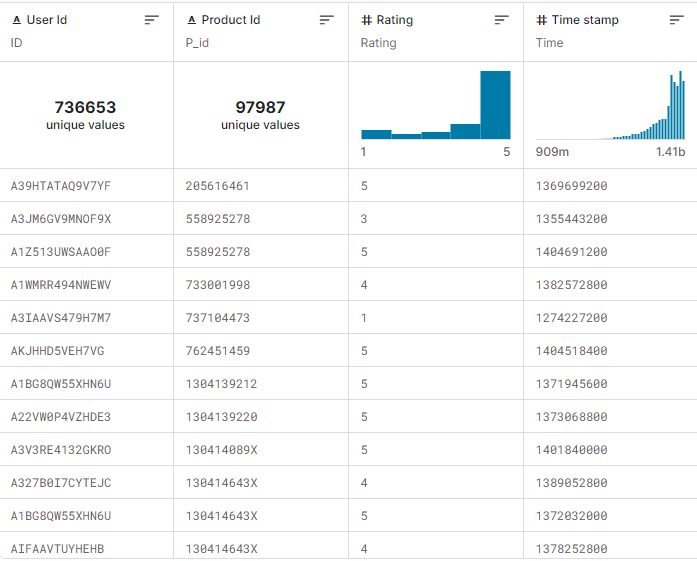 User Id Product Id Rating Time stamp
ID P_id Rating Time
736653 97987
unique values unique values
1 5 909m 1.41b
A39HTATAQ9V7YF 205616461 5 1369699200
A3JM6GV9MNOF9X 558925278 3 1355443200
A1Z513UWSAAO0F 558925278 5 1404691200
A1WMRR494NWEWV 733001998 4 1382572800
A3IAAVS479H7M7 737104473 1 1274227200
AKJHHD5VEH7VG 762451459 5 1404518400
A1BG8QW55XHN6U 1304139212 5 1371945600
A22VW0P4VZHDE3 1304139220 5 1373068800
A3V3RE4132GKRO 130414089X 5 1401840000
A327B0I7CYTEJC 130414643X 4 1389052800
A1BG8QW55XHN6U 130414643X 5 1372032000
AIFAAVTUYHEHB 130414643X 4 1378252800